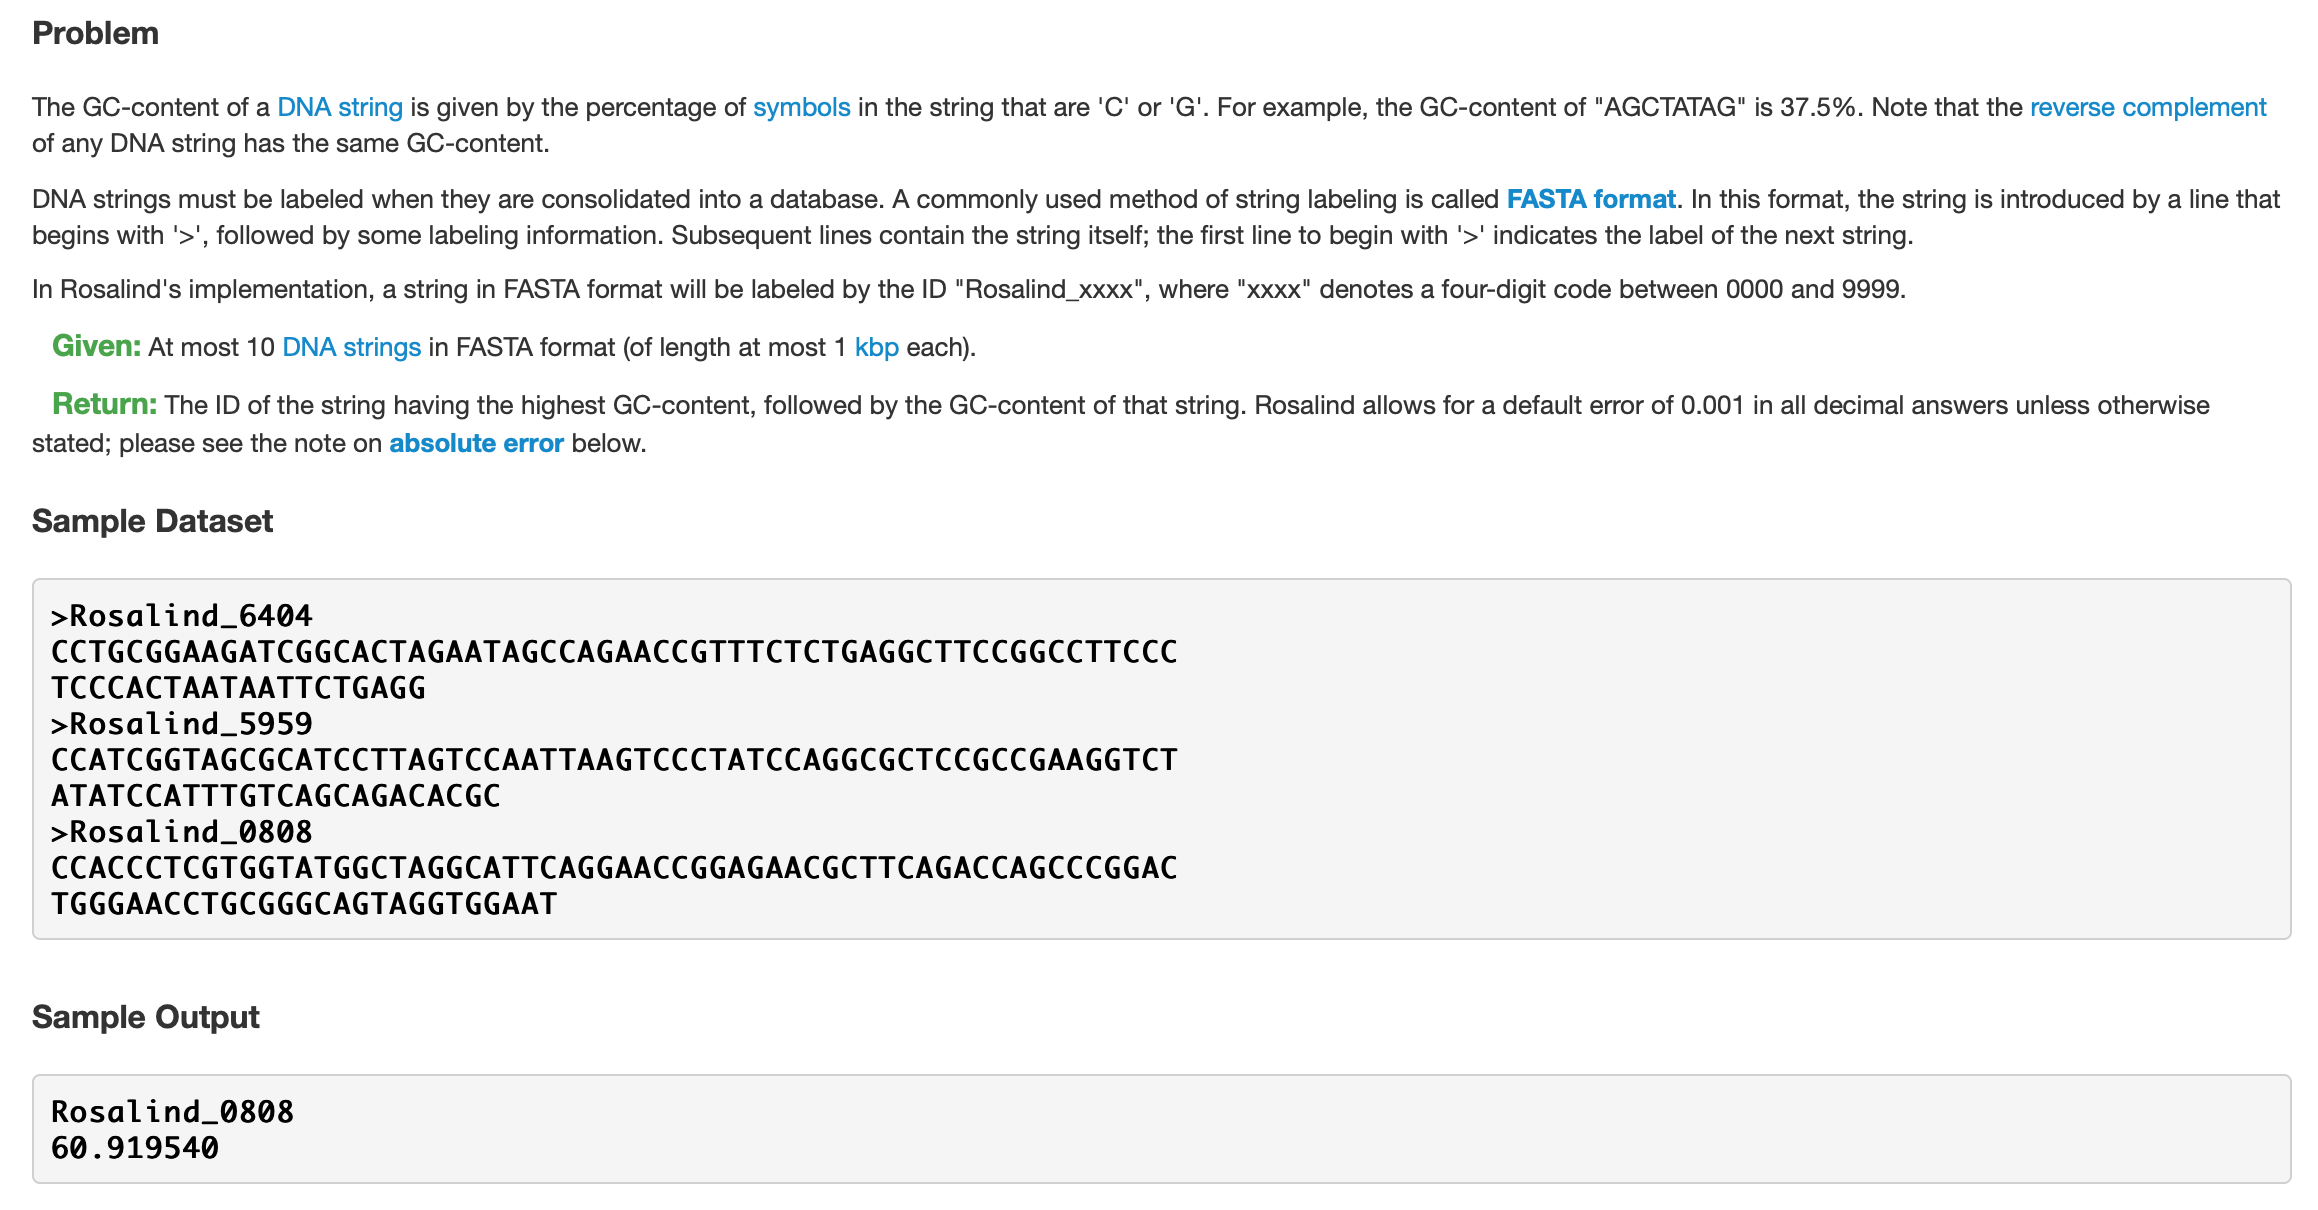 Problem
The GC-content of a DNA string is given by the percentage of symbols in the string that are 'C' or 'G'. For example, the GC-content of "AGCTATAG" is 37.5%. Note that the reverse complement
of any DNA string has the same GC-content.
DNA strings must be labeled when they are consolidated into a database. A commonly used method of string labeling is called FASTA format. In this format, the string is introduced by a line that
begins with '>', followed by some labeling information. Subsequent lines contain the string itself; the first line to begin with '>' indicates the label of the next string.
In Rosalind's implementation, a string in FASTA format will be labeled by the ID "Rosalind_xxxx", where "xxxx" denotes a four-digit code between 0000 and 9999.
Given: At most 10 DNA strings in FASTA format (of length at most 1 kbp each).
Return: The ID of the string having the highest GC-content, followed by the GC-content of that string. Rosalind allows for a default error of 0.001 in all decimal answers unless otherwise
stated; please see the note on absolute error below.
Sample Dataset
>Rosalind_6404
CCTGCGGAAGATCGGCACTAGAATAGCCAGAACCGTTTCTCTGAGGCTTCCGGCCTTCCC
TCCCACTAATAATTCTGAGG
>Rosalind_5959
CCATCGGTAGCGCATCCTTAGTCCAATTAAGTCCCTATCCAGGCGCTCCGCCGAAGGTCT
ATATCCATTTGTCAGCAGACACGC
>Rosalind_0808
CCACCCTCGTGGTATGGCTAGGCATTCAGGAACCGGAGAACGCTTCAGACCAGCCCGGAC
TGGGAACCTGCGGGCAGTAGGTGGAAT
Sample Output
Rosalind_0808
60.919540